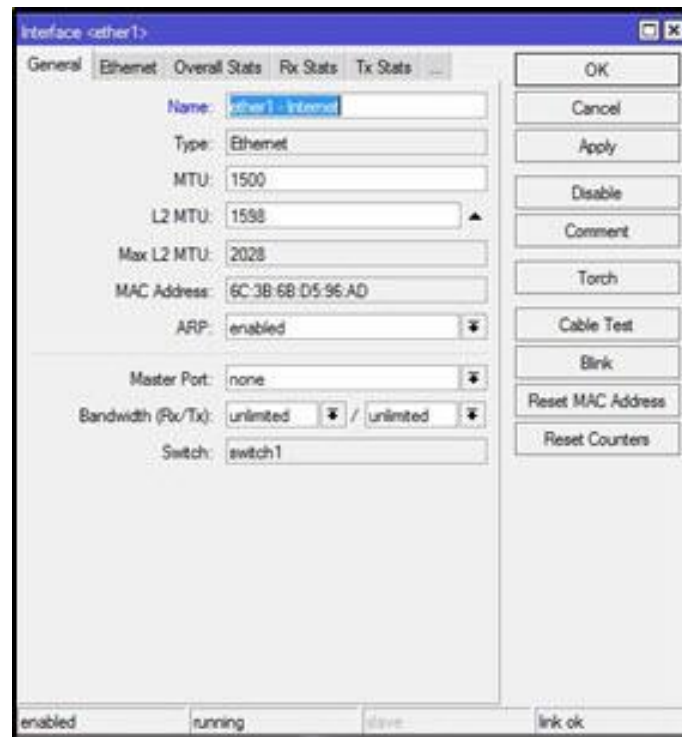 Interface <ether1>
General Ethernet Overall Stats Rx Stats Tx Stats ...
Name: ether1 - Internet
Type: Ethernet
MTU: 1500
L2 MTU: 1598
Max L2 MTU: 2028
MAC Address: 6C:3B:6B:D5:96:AD
ARP: enabled
Master Port: none
Bandwidth (Rx/Tx): unlimited / unlimited
Switch: switch1
OK
Cancel
Apply
Disable
Comment
Torch
Cable Test
Blink
Reset MAC Address
Reset Counters
enabled running slave link ok